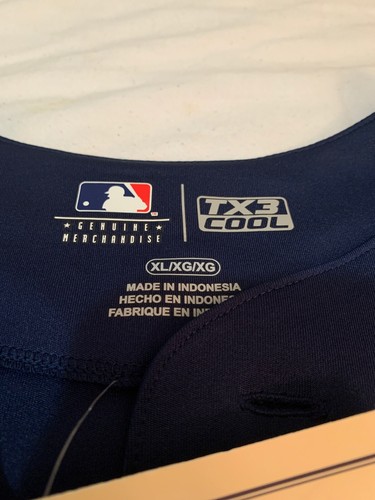 GENUINE
MERCHANDISE
TX3
COOL
XL/XG/XG
MADE IN INDONESIA
HECHO EN
FABRIQUE EN